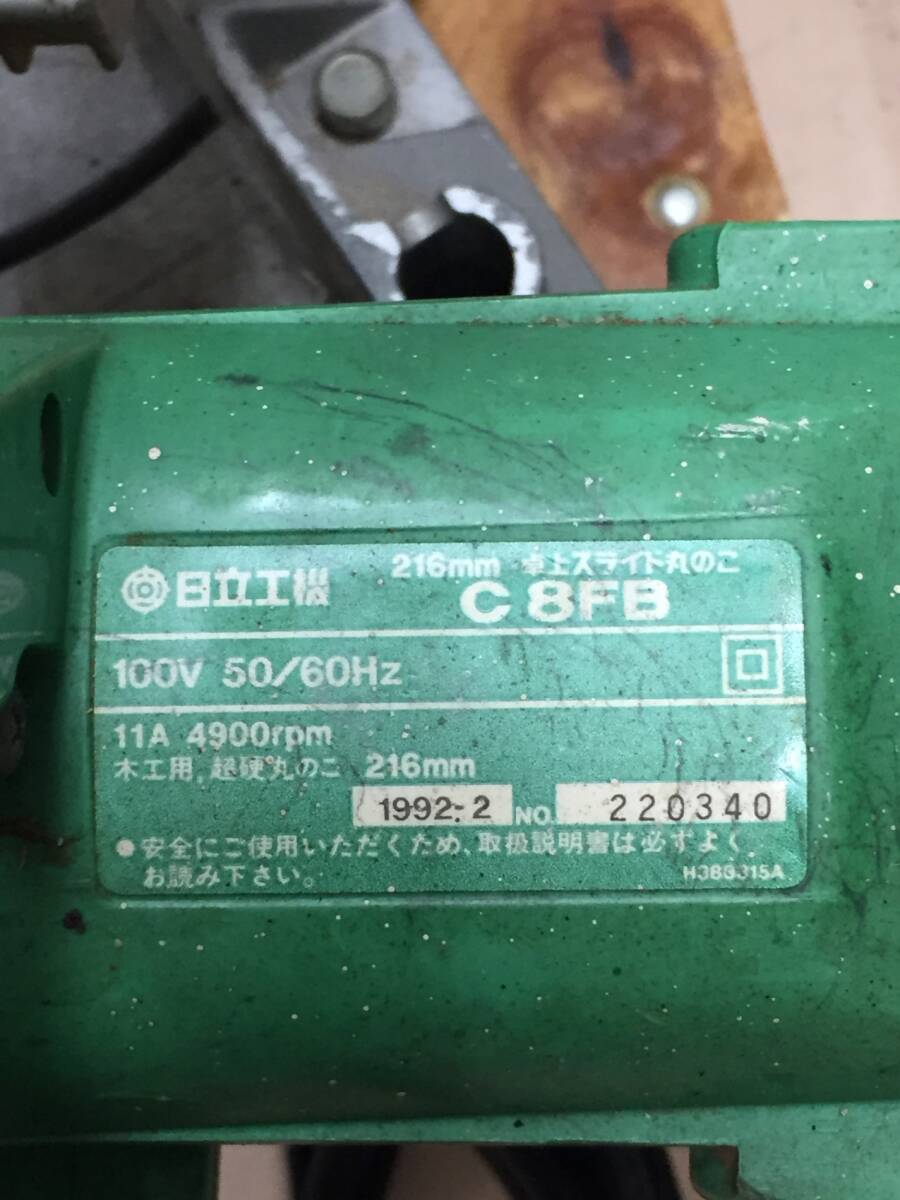 日立工機
216mm 卓上スライド丸のこ
C 8FB
100V 50/60Hz
11A 4900rpm
木工用,超硬丸のこ 216mm
1992-2 NO. 220340
●安全にご使用いただくため、取扱説明書は必ずよく、
お読み下さい。